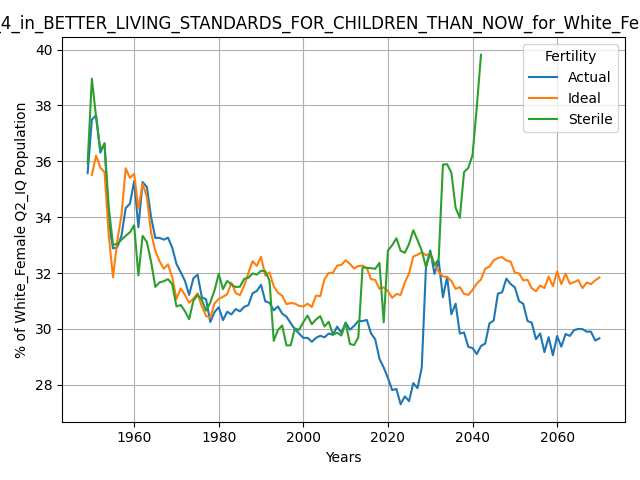 _4_in_BETTER_LIVING_STANDARDS_FOR_CHILDREN_THAN_NOW_for_White_Fe
40
38
36
34
32
30
28
% of White_Female Q2_IQ Population
Fertility
Actual
Ideal
Sterile
1960 1980 2000 2020 2040 2060
Years